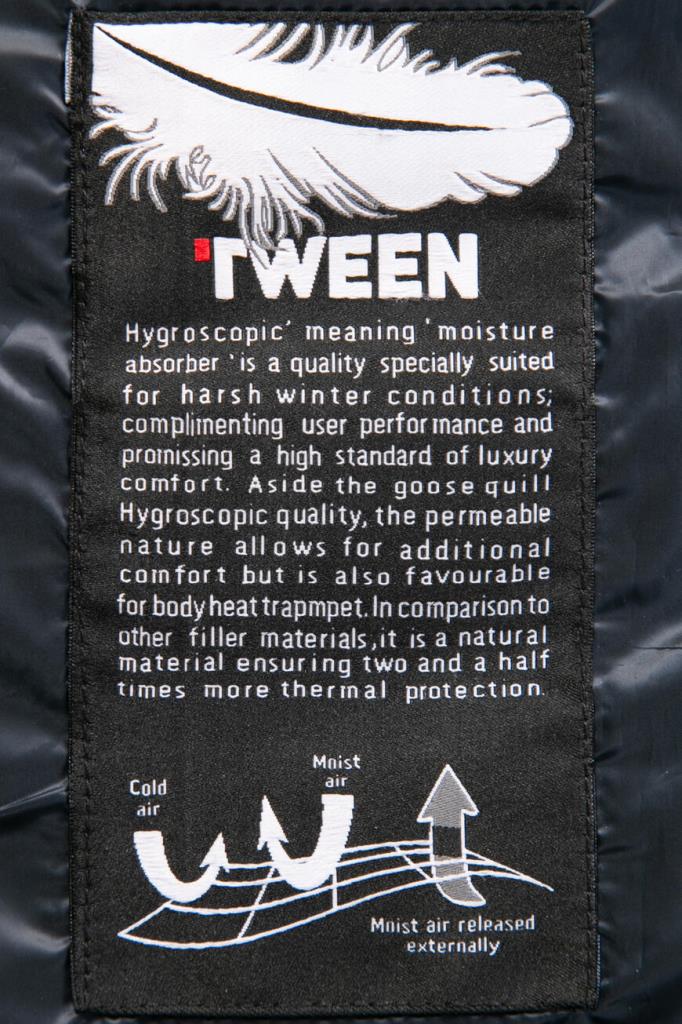 'TWEEN
Hygroscopic' meaning 'moisture
absorber 'is a quality specially suited
for harsh winter conditions;
complimenting user performance and
promissing a high standard of luxury
comfort. Aside the goose quill
Hygroscopic quality, the permeable
nature allows for additional
comfort but is also favourable
for body heat trapmpet. In comparison to
other filler materials,it is a natural
material ensuring two and a half
times more thermal protection.
Cold
air
Moist
air
Moist air released
externally